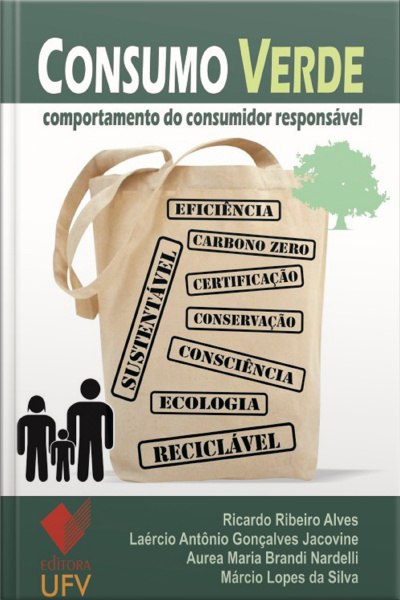 CONSUMO VERDE
comportamento do consumidor responsável
EFICIÊNCIA
CARBONO ZERO
CERTIFICAÇÃO
SUSTENTÁVEL
CONSERVAÇÃO
CONSCIÊNCIA
ECOLOGIA
RECICLÁVEL
Ricardo Ribeiro Alves
Laércio Antônio Gonçalves Jacovine
Aurea Maria Brandi Nardelli
Márcio Lopes da Silva
EDITORA
UFV